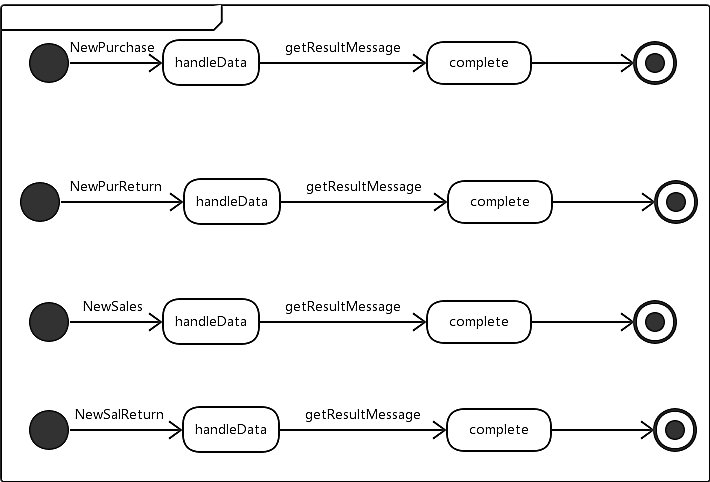 NewPurchase
handleData
getResultMessage
complete
NewPurReturn
handleData
getResultMessage
complete
NewSales
handleData
getResultMessage
complete
NewSalReturn
handleData
getResultMessage
complete